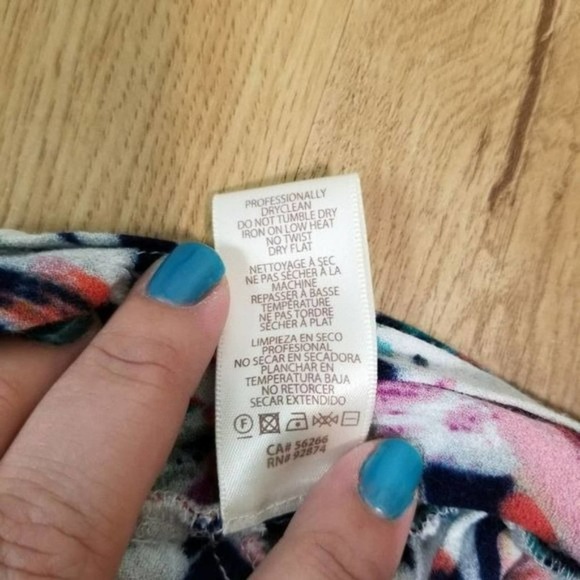 PROFESSIONALLY
DRYCLEAN
DO NOT TUMBLE DRY
IRON ON LOW HEAT
NO TWIST
DRY FLAT
NETTOYAGE À SEC
NE PAS SÉCHER À LA
MACHINE
REPASSER À BASSE
TEMPÉRATURE
NE PAS TORDRE
SÉCHER À PLAT
LIMPIEZA EN SECO
PROFESIONAL
NO SECAR EN SECADORA
PLANCHAR EN
TEMPERATURA BAJA
NO RETORCER
SECAR EXTENDIDO
F
CA# 56266
RN# 92874